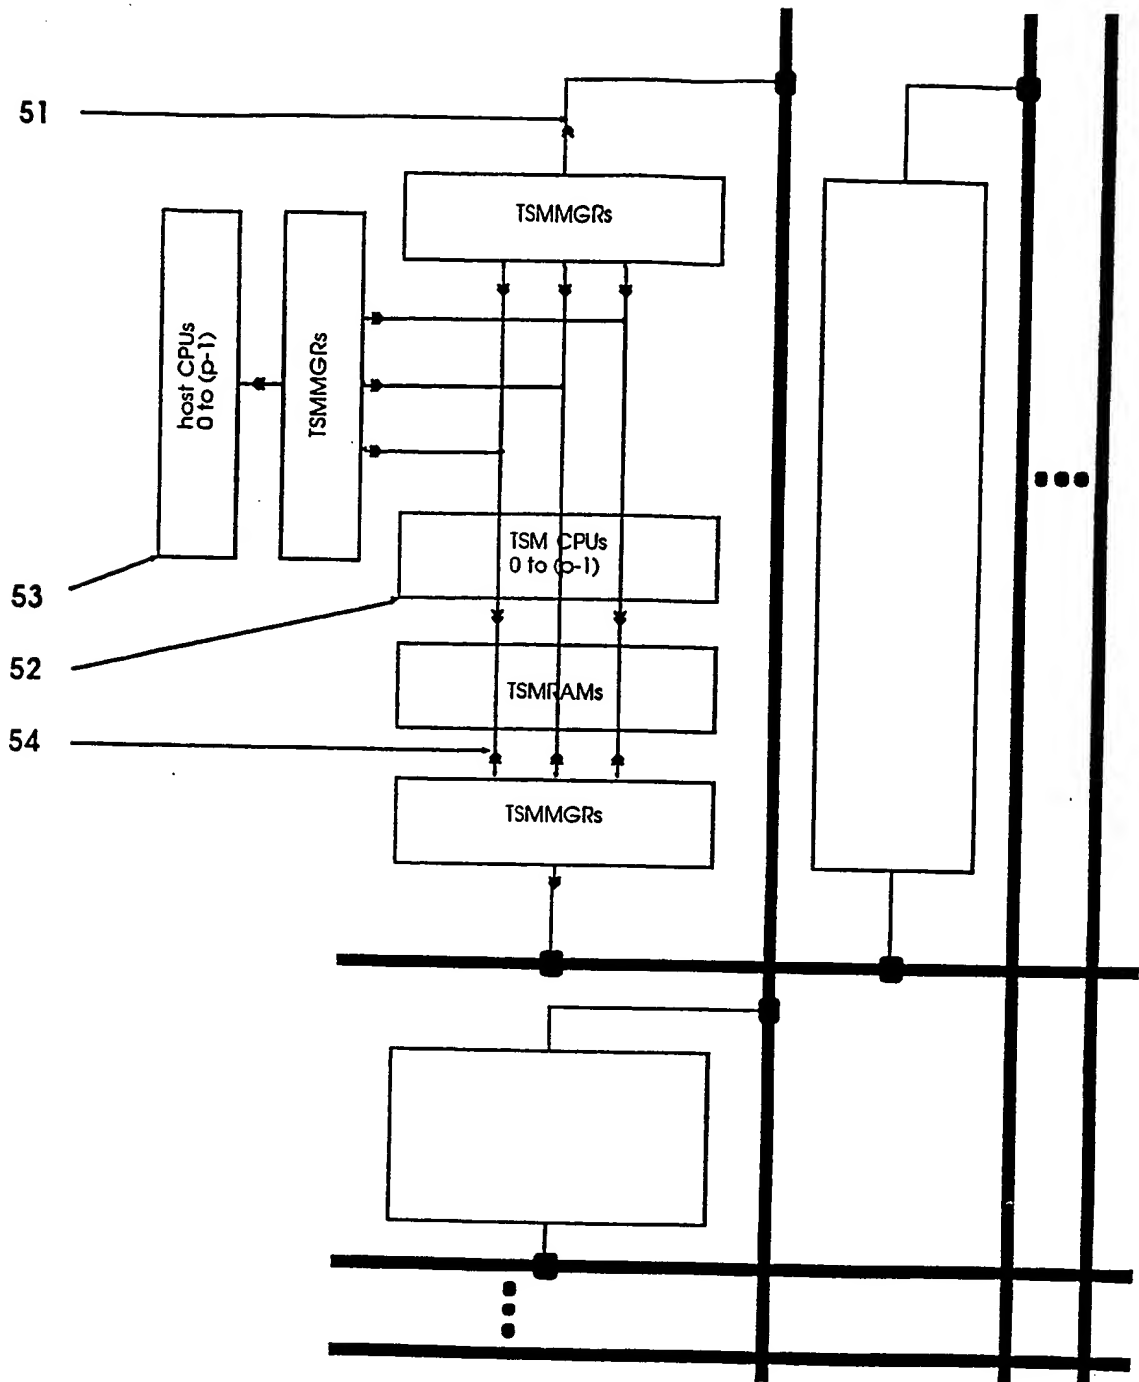 51
TSMMGRs
host CPUs
0 to (p-1)
TSMMGRs
TSM CPUs
0 to (p-1)
53
52
TSMRAMs
54
TSMMGRs